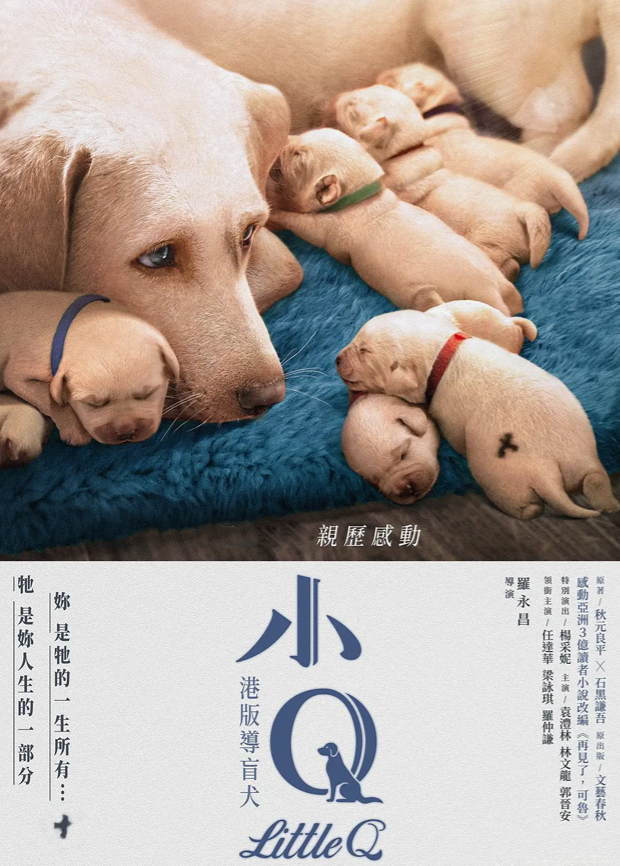 親歷感動
小Q
港版導盲犬
Little Q
原著/秋元良平╳石黑謙吾 原出版/文藝春秋
感動亞洲3億讀者小說改編《再見了,可魯》
特別演出/楊采妮 主演/袁澧林 林文龍 郭晉安
領銜主演/任達華 梁詠琪 羅仲謙
導演 羅永昌
妳是牠的一生所有…
牠是妳人生的一部分